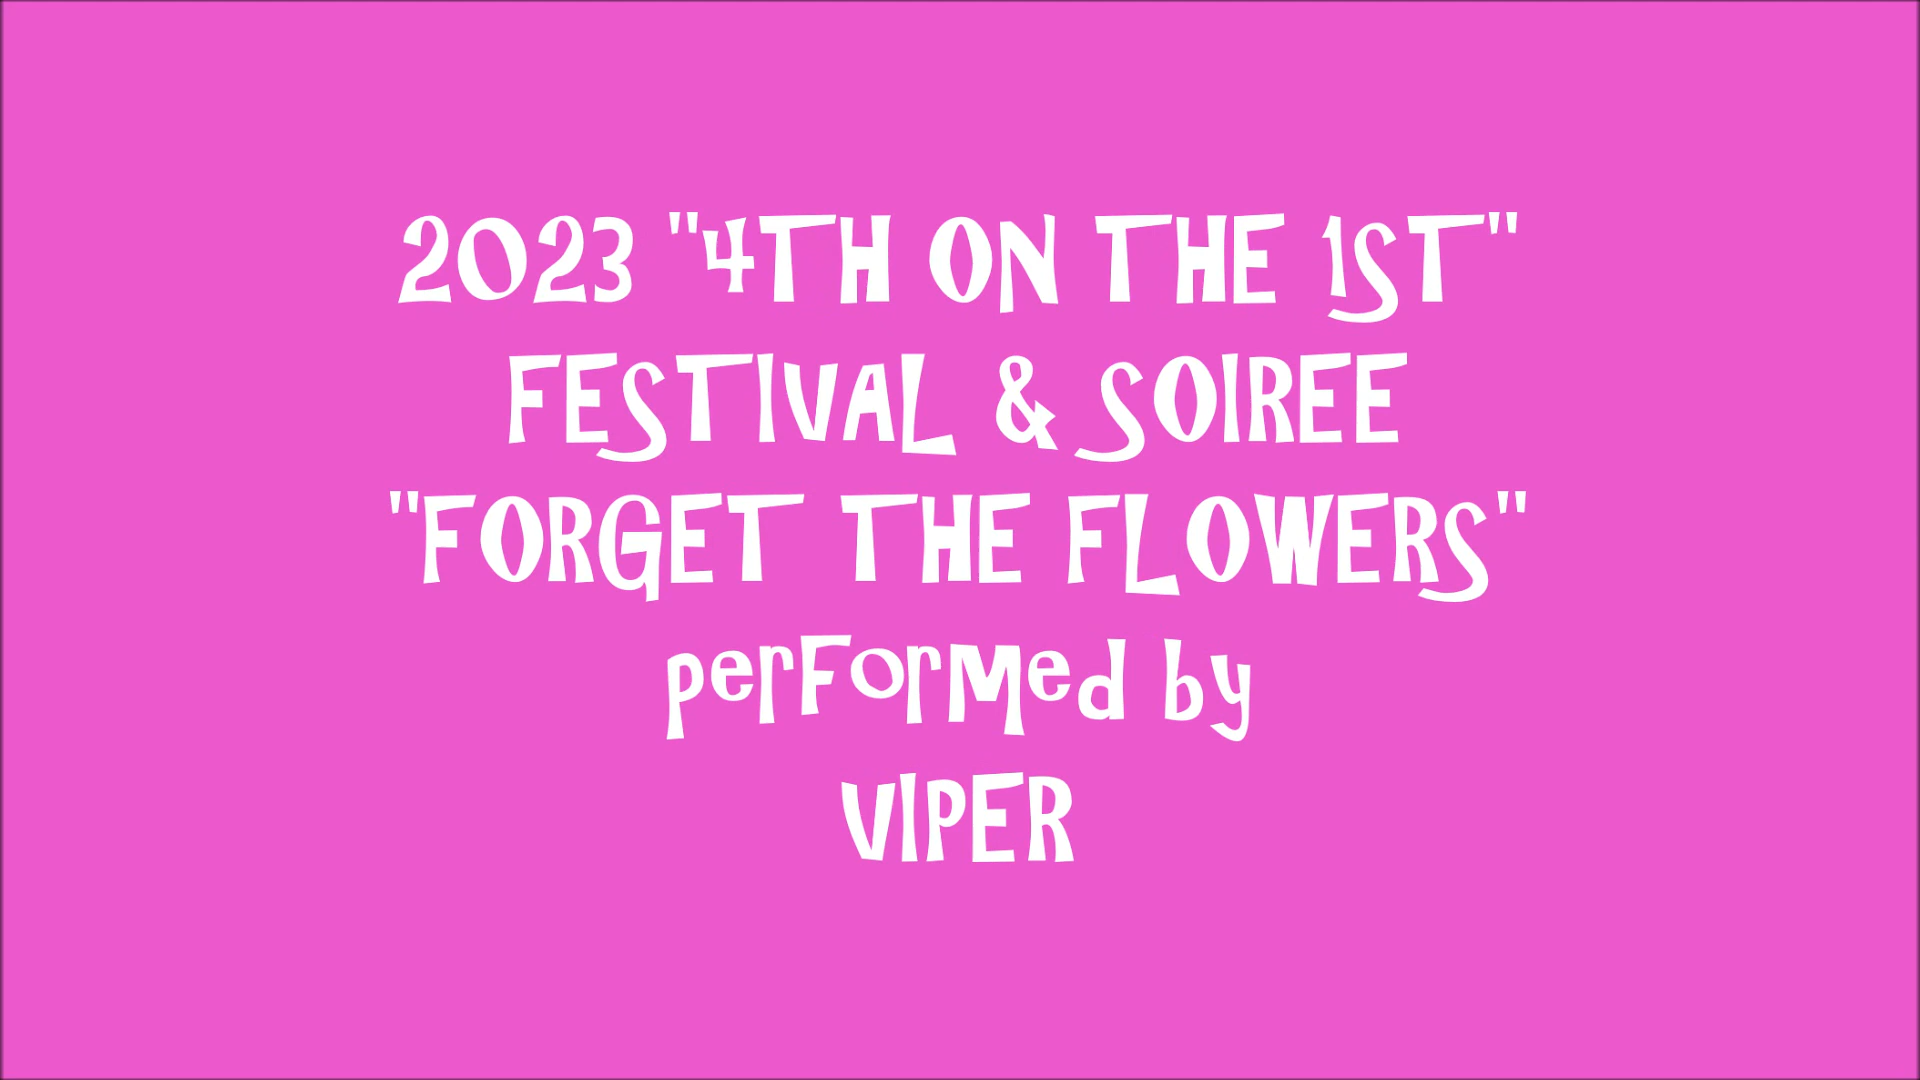 2023 "4TH ON THE 1ST"
FESTIVAL & SOIREE
"FORGET THE FLOWERS"
performed by
VIPER